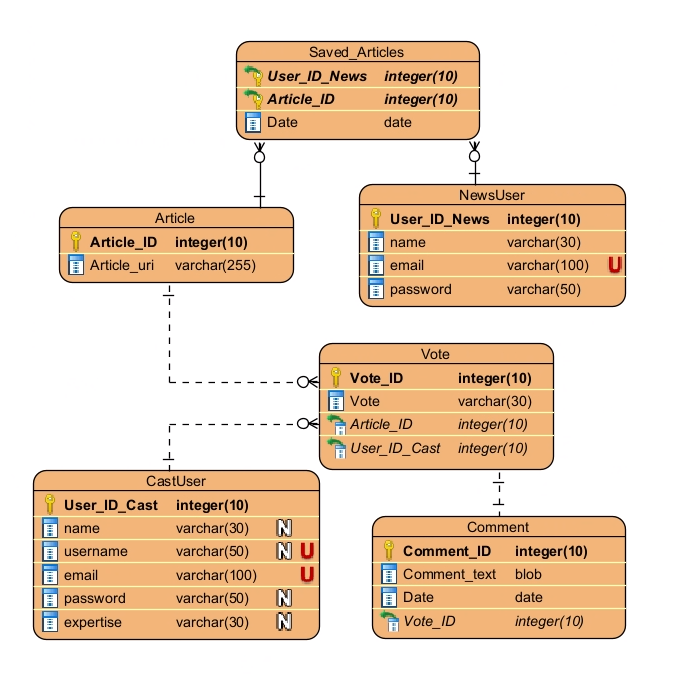 Saved_Articles
User_ID_News integer(10)
Article_ID integer(10)
Date date
Article
Article_ID integer(10)
Article_uri varchar(255)
NewsUser
User_ID_News integer(10)
name varchar(30)
email varchar(100) U
password varchar(50)
Vote
Vote_ID integer(10)
Vote varchar(30)
Article_ID integer(10)
User_ID_Cast integer(10)
CastUser
User_ID_Cast integer(10)
name varchar(30) N
username varchar(50) N U
email varchar(100) U
password varchar(50) N
expertise varchar(30) N
Comment
Comment_ID integer(10)
Comment_text blob
Date date
Vote_ID integer(10)